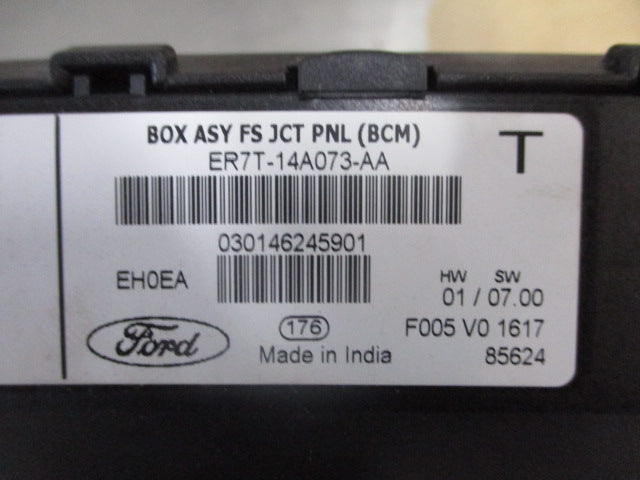 BOX ASY FS JCT PNL (BCM)
T
ER7T-14A073-AA
030146245901
EH0EA
HW SW
01 / 07.00
Ford
176
F005 V0 1617
Made in India
85624